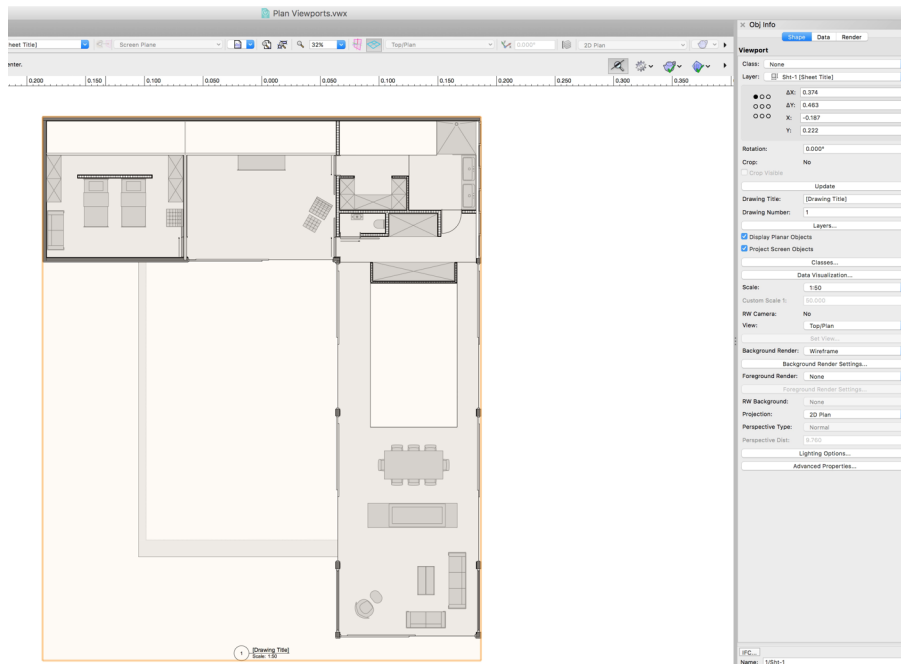 Plan Viewports.vwx
Obj Info
heet Title]
Screen Plane
32%
Top/Plan
0.000°
2D Plan
Shape Data Render
enter.
Viewport
Class: None
Layer: Sht-1 [Sheet Title]
0.200 0.150 0.100 0.050 0.000 0.050 0.100 0.150 0.200 0.250 0.300 0.350
ΔX: 0.374
ΔY: 0.463
X: -0.187
Y: 0.222
Rotation: 0.000°
Crop: No
Crop Visible
Update
Drawing Title: [Drawing Title]
Drawing Number: 1
Layers...
Display Planar Objects
Project Screen Objects
Classes...
Data Visualization...
Scale: 1:50
Custom Scale 1: 50.000
RW Camera: No
View: Top/Plan
Set View...
Background Render: Wireframe
Background Render Settings...
Foreground Render: None
Foreground Render Settings...
RW Background: None
Projection: 2D Plan
Perspective Type: Normal
Perspective Dist: 9.760
Lighting Options...
Advanced Properties...
1
[Drawing Title]
Scale: 1:50
IFC...
Name: 1/Sht-1